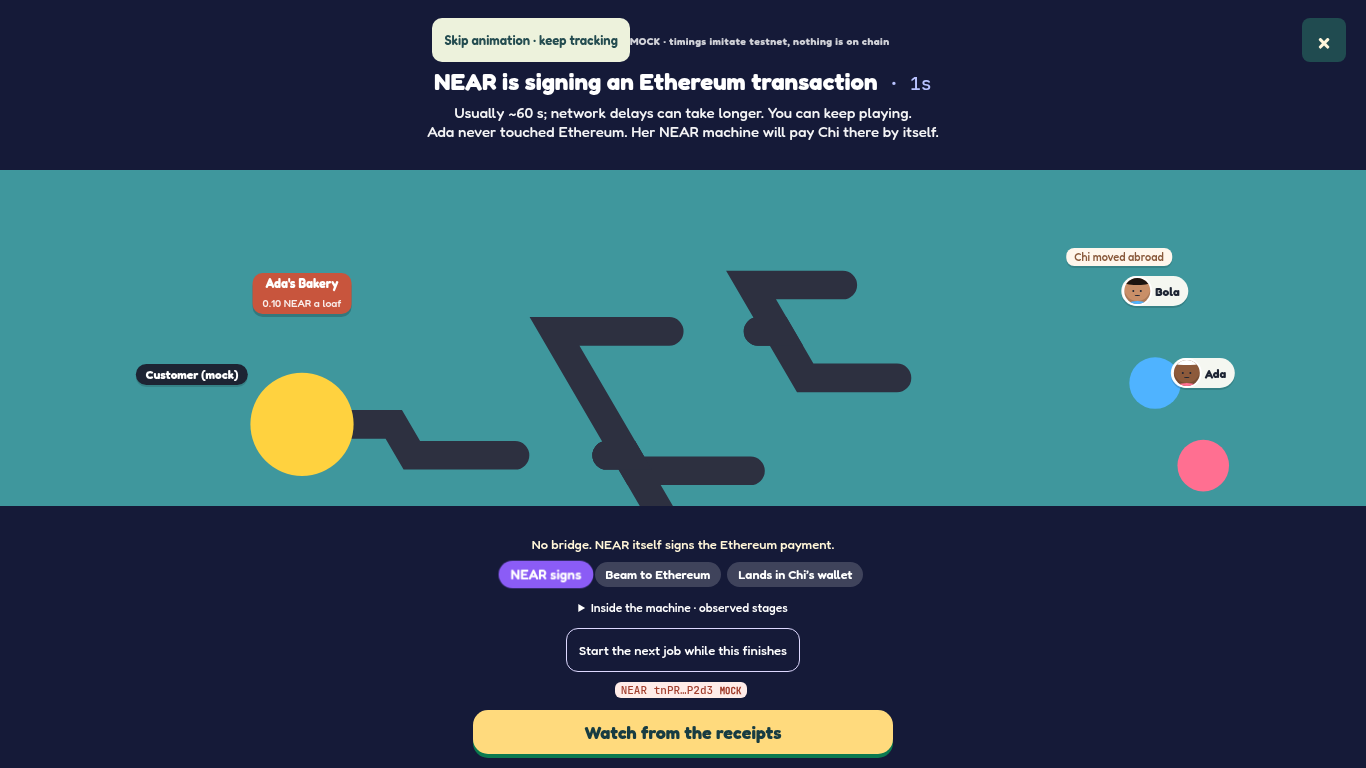 Skip animation · keep tracking
MOCK · timings imitate testnet, nothing is on chain
×
NEAR is signing an Ethereum transaction · 1s
Usually ~60 s; network delays can take longer. You can keep playing.
Ada never touched Ethereum. Her NEAR machine will pay Chi there by itself.
Chi moved abroad
Ada's Bakery
0.10 NEAR a loaf
Bola
Customer (mock)
Ada
No bridge. NEAR itself signs the Ethereum payment.
NEAR signs
Beam to Ethereum
Lands in Chi's wallet
▶ Inside the machine · observed stages
Start the next job while this finishes
NEAR tnPR…P2d3 MOCK
Watch from the receipts